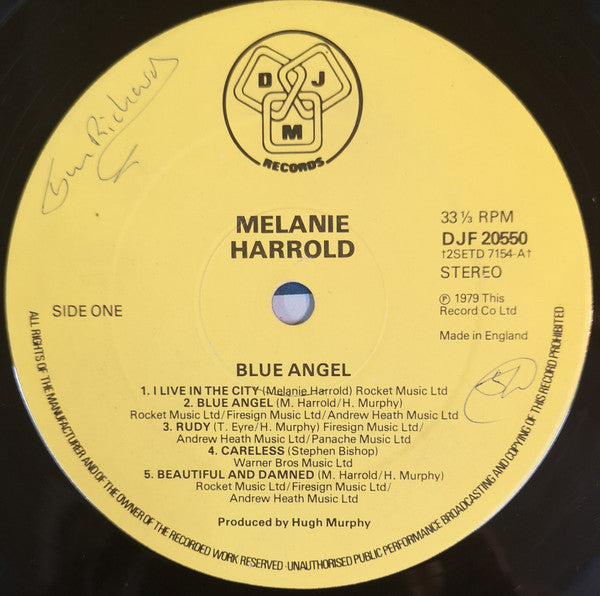 DJM
RECORDS
MELANIE
HARROLD
33 ⅓ RPM
DJF 20550
†2SETD 7154-A†
STEREO
SIDE ONE
℗ 1979 This
Record Co Ltd
Made in England
BLUE ANGEL
1. I LIVE IN THE CITY (Melanie Harrold) Rocket Music Ltd
2. BLUE ANGEL (M. Harrold/H. Murphy)
Rocket Music Ltd/Firesign Music Ltd/Andrew Heath Music Ltd
3. RUDY (T. Eyre/H. Murphy) Firesign Music Ltd/
Andrew Heath Music Ltd/Panache Music Ltd
4. CARELESS (Stephen Bishop)
Warner Bros Music Ltd
5. BEAUTIFUL AND DAMNED (M. Harrold/H. Murphy)
Rocket Music Ltd/Firesign Music Ltd/
Andrew Heath Music Ltd
Produced by Hugh Murphy
ALL RIGHTS OF THE MANUFACTURER AND OF THE OWNER OF THE RECORDED WORK RESERVED · UNAUTHORISED PUBLIC PERFORMANCE BROADCASTING AND COPYING OF THIS RECORD PROHIBITED